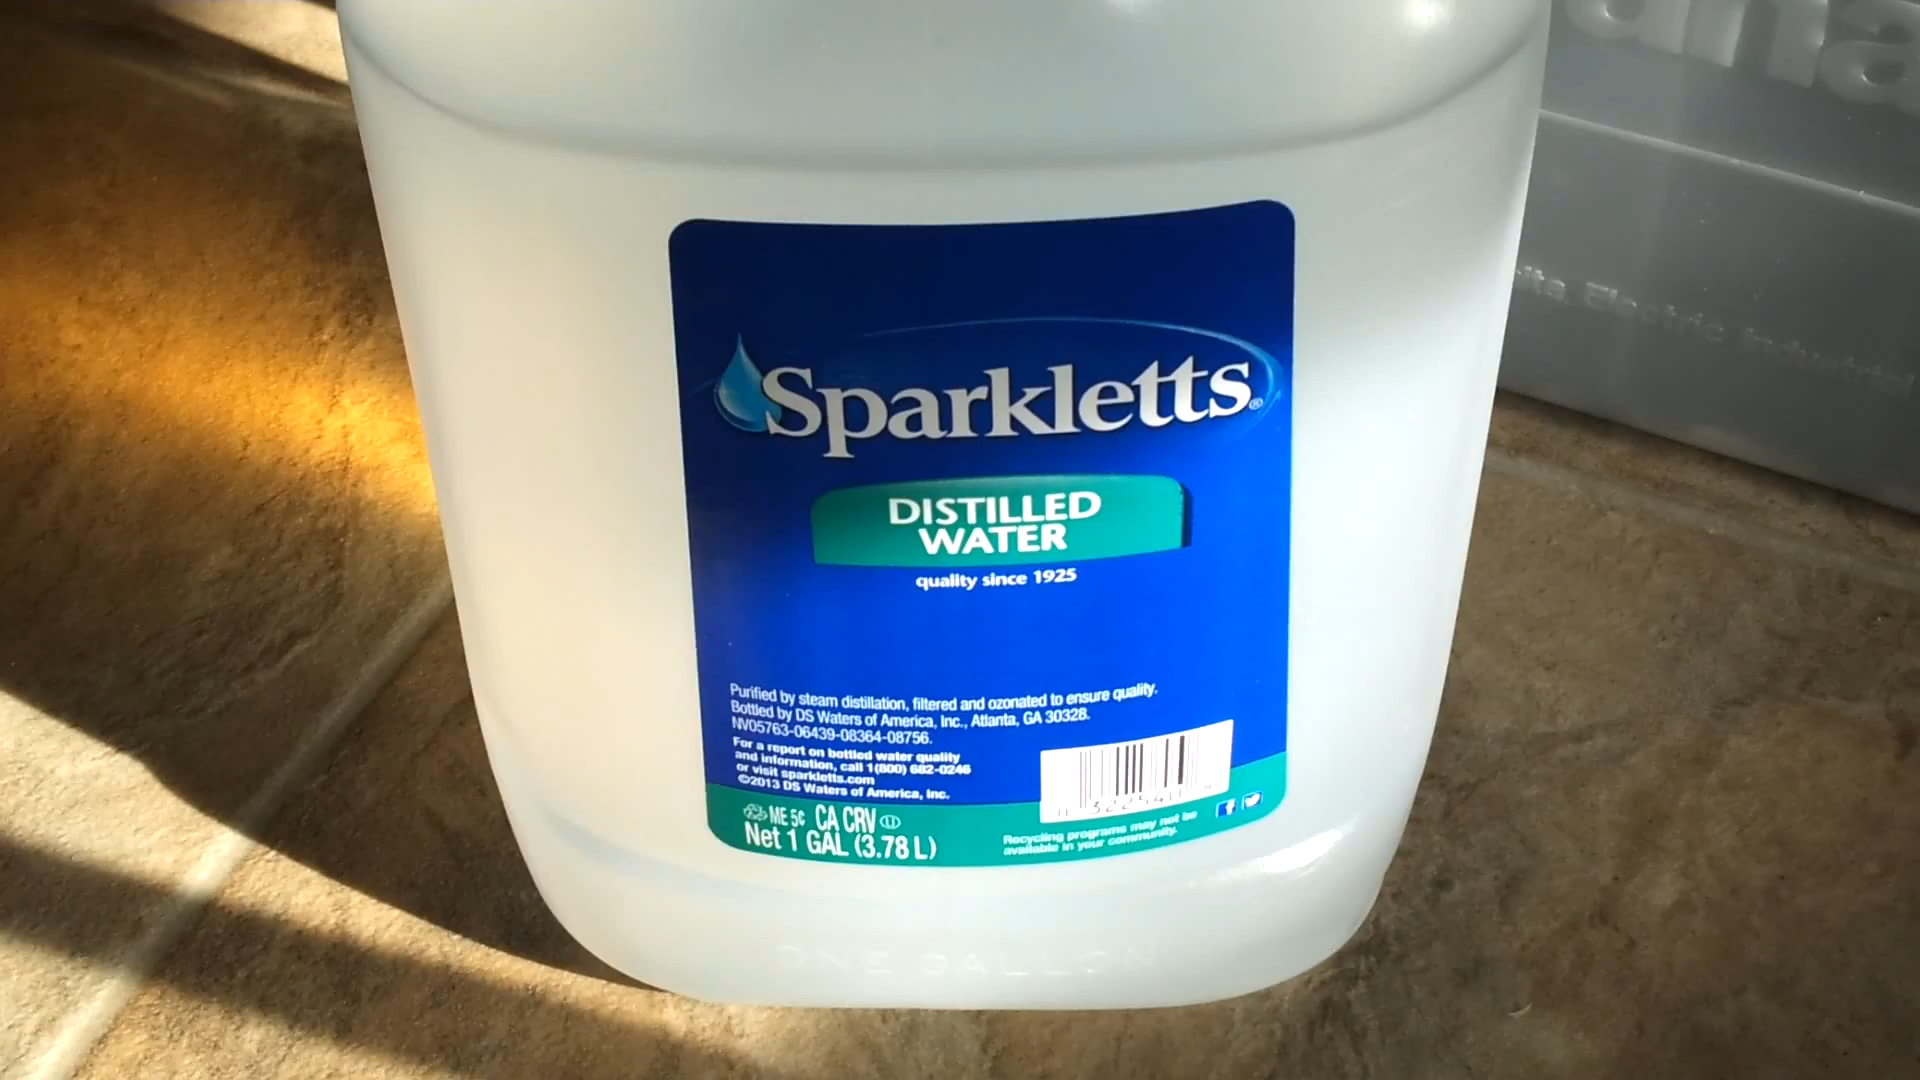 Sparkletts®
DISTILLED
WATER
quality since 1925
Purified by steam distillation, filtered and ozonated to ensure quality.
Bottled by DS Waters of America, Inc., Atlanta, GA 30328.
NV05763-06439-08364-08756.
For a report on bottled water quality
and information, call 1(800) 682-0246
or visit sparkletts.com
©2013 DS Waters of America, Inc.
ME 5¢ CA CRV
Net 1 GAL (3.78 L)
Recycling programs may not be
available in your community.
ONE GALLON
Electric Industrial